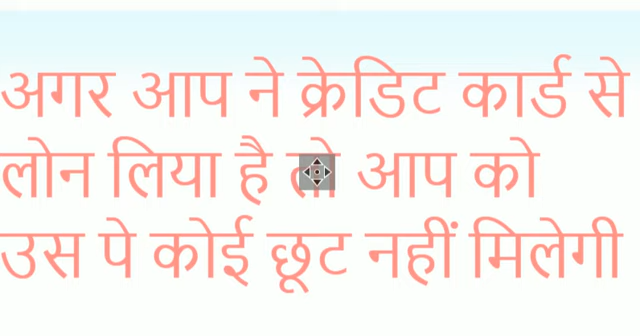 अगर आप ने क्रेडिट कार्ड से
लोन लिया है तो आप को
उस पे कोई छूट नहीं मिलेगी